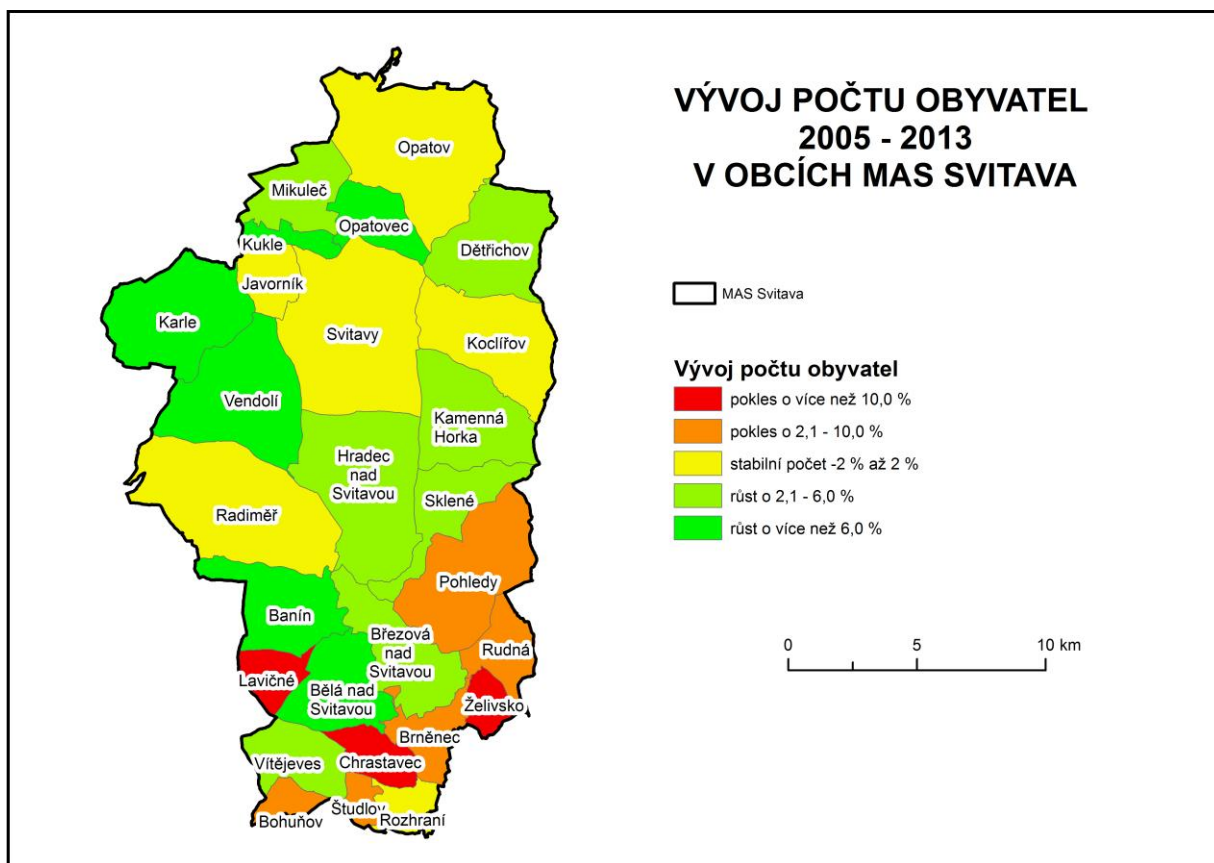 VÝVOJ POČTU OBYVATEL
2005 - 2013
V OBCÍCH MAS SVITAVA
Opatov
Mikuleč
Opatovec
Kukle
Dětřichov
Javorník
Karle
Svitavy
Koclířov
Vendolí
Kamenná
Horka
Hradec
nad
Svitavou
Sklené
Radiměř
Pohledy
Banín
Březová
nad
Svitavou
Rudná
Lavičné
Bělá nad
Svitavou
Želivsko
Brněnec
Vítějeves
Chrastavec
Študlov
Bohuňov
Rozhraní
MAS Svitava
Vývoj počtu obyvatel
pokles o více než 10,0 %
pokles o 2,1 - 10,0 %
stabilní počet -2 % až 2 %
růst o 2,1 - 6,0 %
růst o více než 6,0 %
0 5 10 km